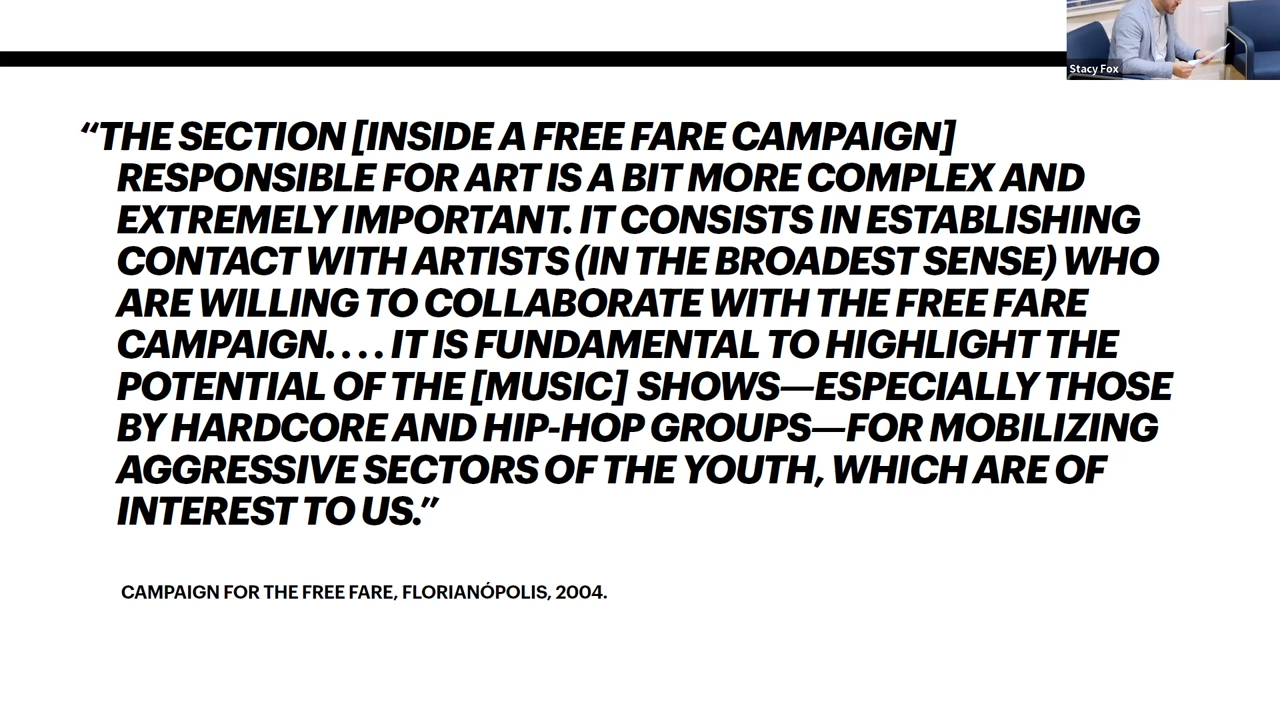 Stacy Fox
“THE SECTION [INSIDE A FREE FARE CAMPAIGN]
RESPONSIBLE FOR ART IS A BIT MORE COMPLEX AND
EXTREMELY IMPORTANT. IT CONSISTS IN ESTABLISHING
CONTACT WITH ARTISTS (IN THE BROADEST SENSE) WHO
ARE WILLING TO COLLABORATE WITH THE FREE FARE
CAMPAIGN. . . . IT IS FUNDAMENTAL TO HIGHLIGHT THE
POTENTIAL OF THE [MUSIC] SHOWS—ESPECIALLY THOSE
BY HARDCORE AND HIP-HOP GROUPS—FOR MOBILIZING
AGGRESSIVE SECTORS OF THE YOUTH, WHICH ARE OF
INTEREST TO US.”
CAMPAIGN FOR THE FREE FARE, FLORIANÓPOLIS, 2004.